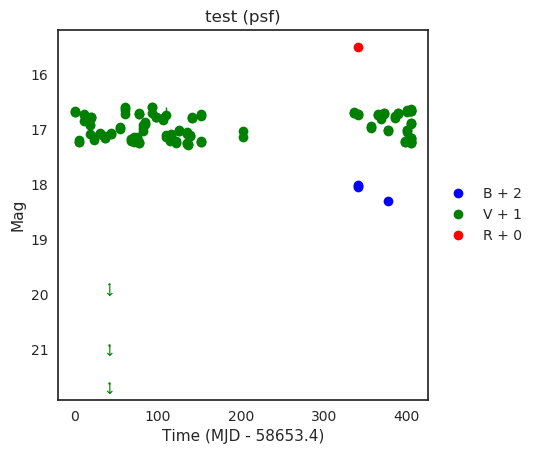 test (psf)
16
17
18
19
20
21
Mag
0
100
200
300
400
Time (MJD - 58653.4)
B + 2
V + 1
R + 0